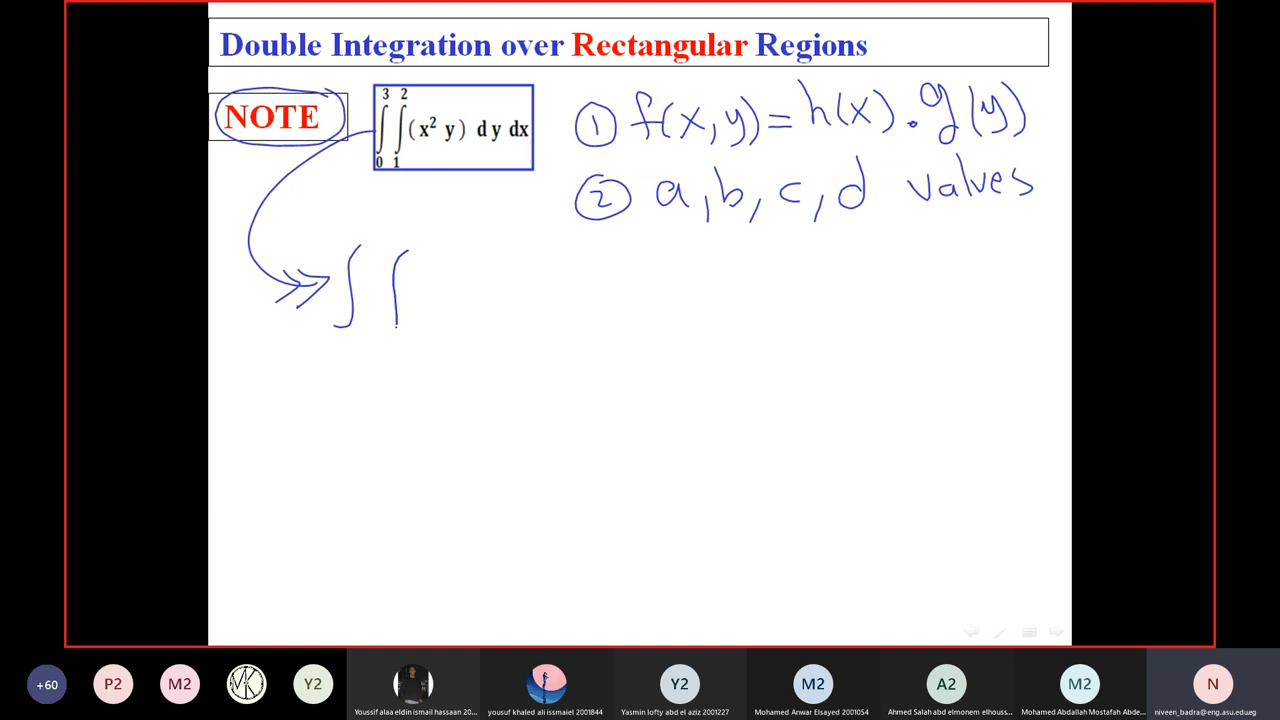 Double Integration over Rectangular Regions
NOTE
∫₀³ ∫₁² ( x² y ) dy dx
① f(x,y) = h(x) . g(y)
② a, b, c, d values
∫ ∫
+60
P2
M2
MK
Y2
Youssif alaa eldin ismail hassaan 20...
yousuf khaled ali issmaiel 2001844
Y2
Yasmin lofty abd el aziz 2001227
M2
Mohamed Anwar Elsayed 2001054
A2
Ahmed Salah abd elmonem elhouss...
M2
Mohamed Abdallah Mostafah Abde...
N
niveen_badra@eng.asu.edu.eg